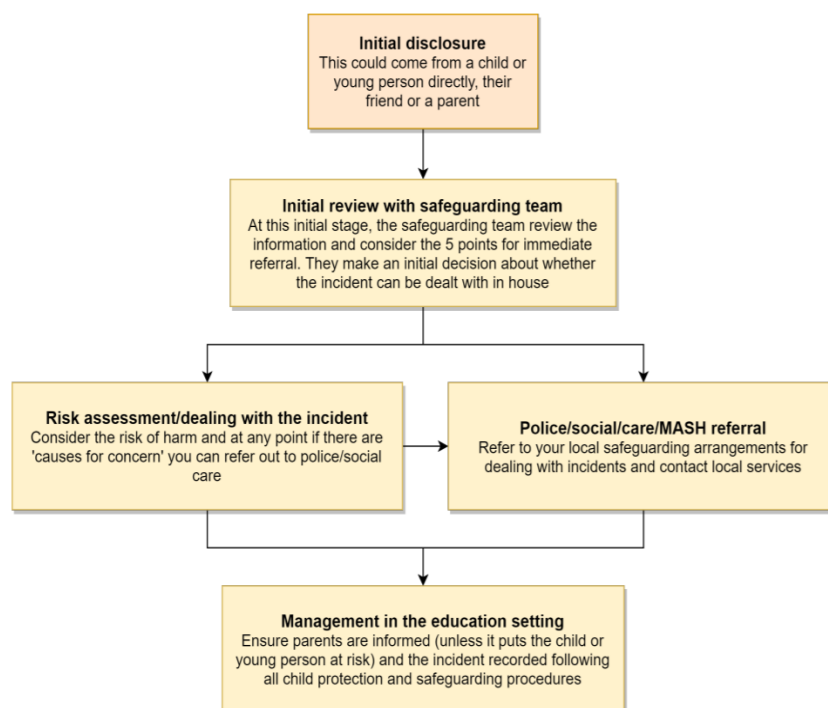 Initial disclosure
This could come from a child or
young person directly, their
friend or a parent
Initial review with safeguarding team
At this initial stage, the safeguarding team review the
information and consider the 5 points for immediate
referral. They make an initial decision about whether
the incident can be dealt with in house
Risk assessment/dealing with the incident
Consider the risk of harm and at any point if there are
'causes for concern' you can refer out to police/social
care
Police/social/care/MASH referral
Refer to your local safeguarding arrangements for
dealing with incidents and contact local services
Management in the education setting
Ensure parents are informed (unless it puts the child or
young person at risk) and the incident recorded following
all child protection and safeguarding procedures